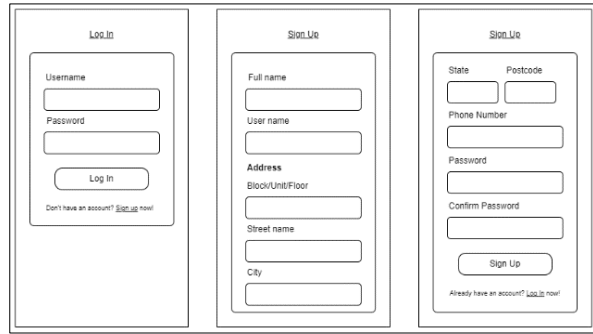 Log In
Username
Password
Log In
Don't have an account? Sign up now!
Sign Up
Full name
User name
Address
Block/Unit/Floor
Street name
City
Sign Up
State Postcode
Phone Number
Password
Confirm Password
Sign Up
Already have an account? Log In now!